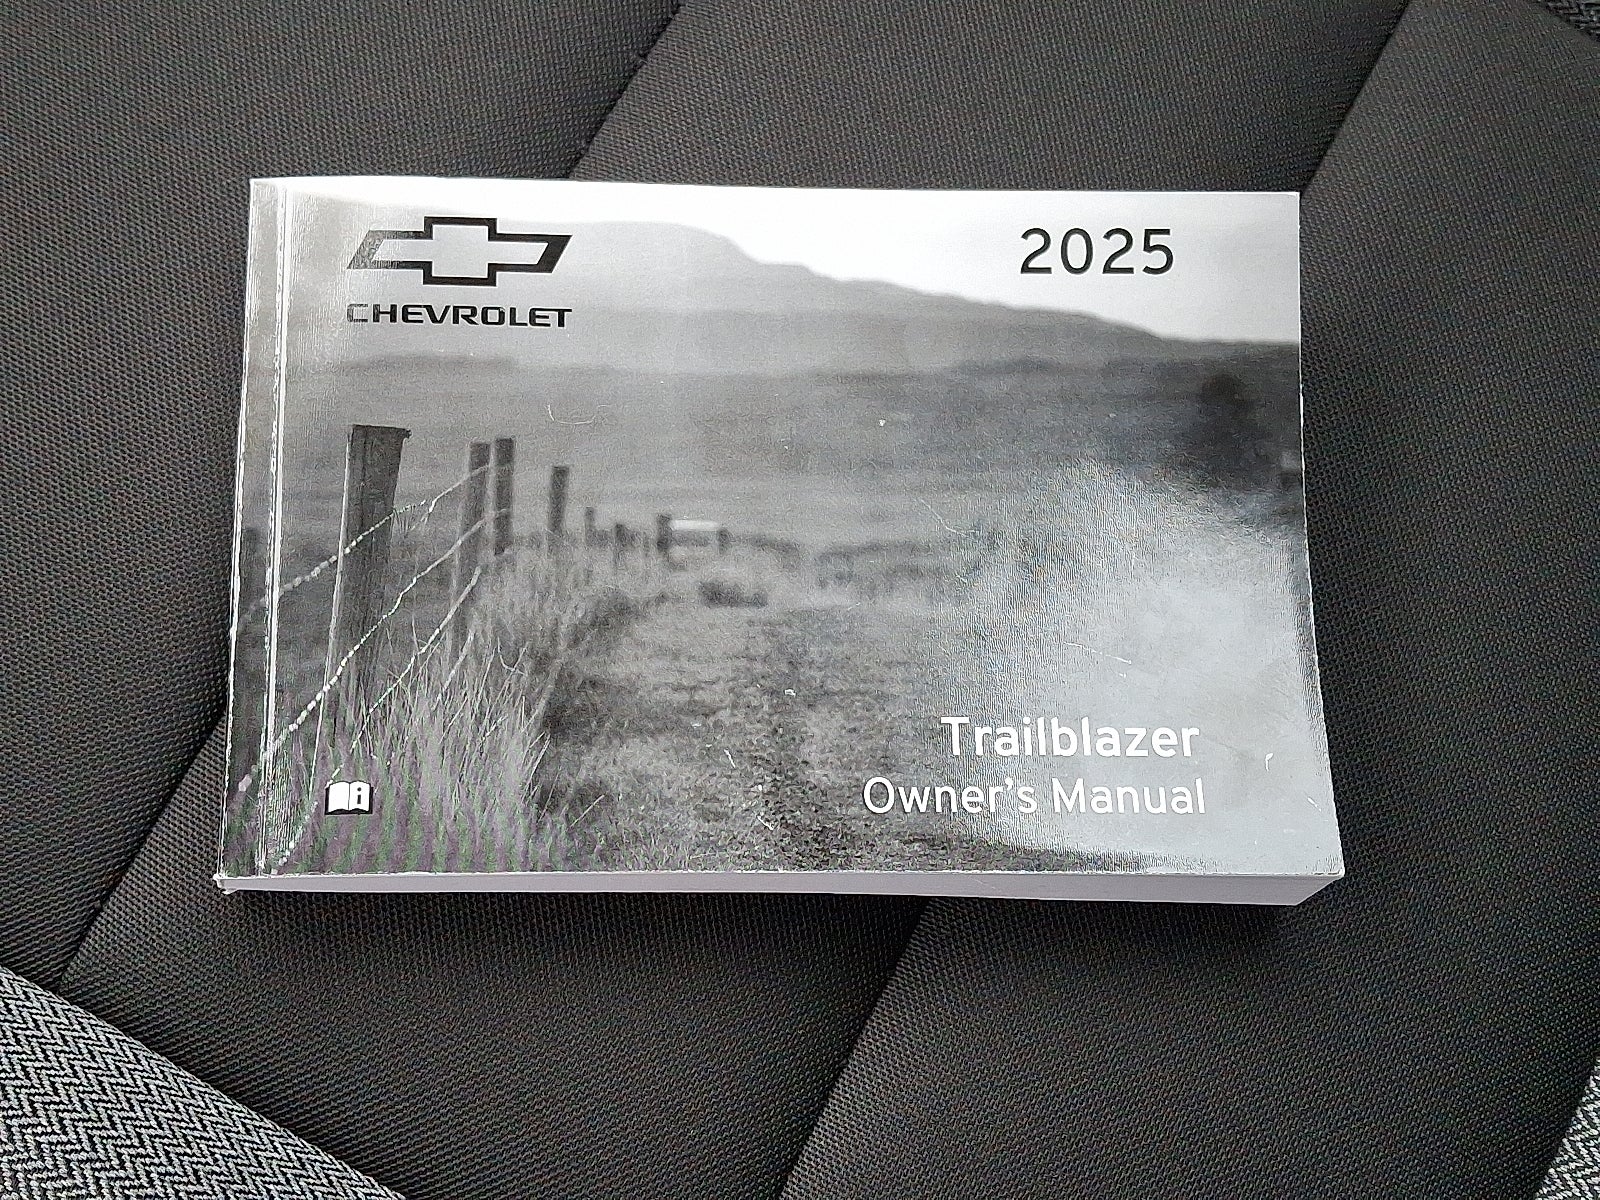 CHEVROLET
2025
Trailblazer
Owner's Manual